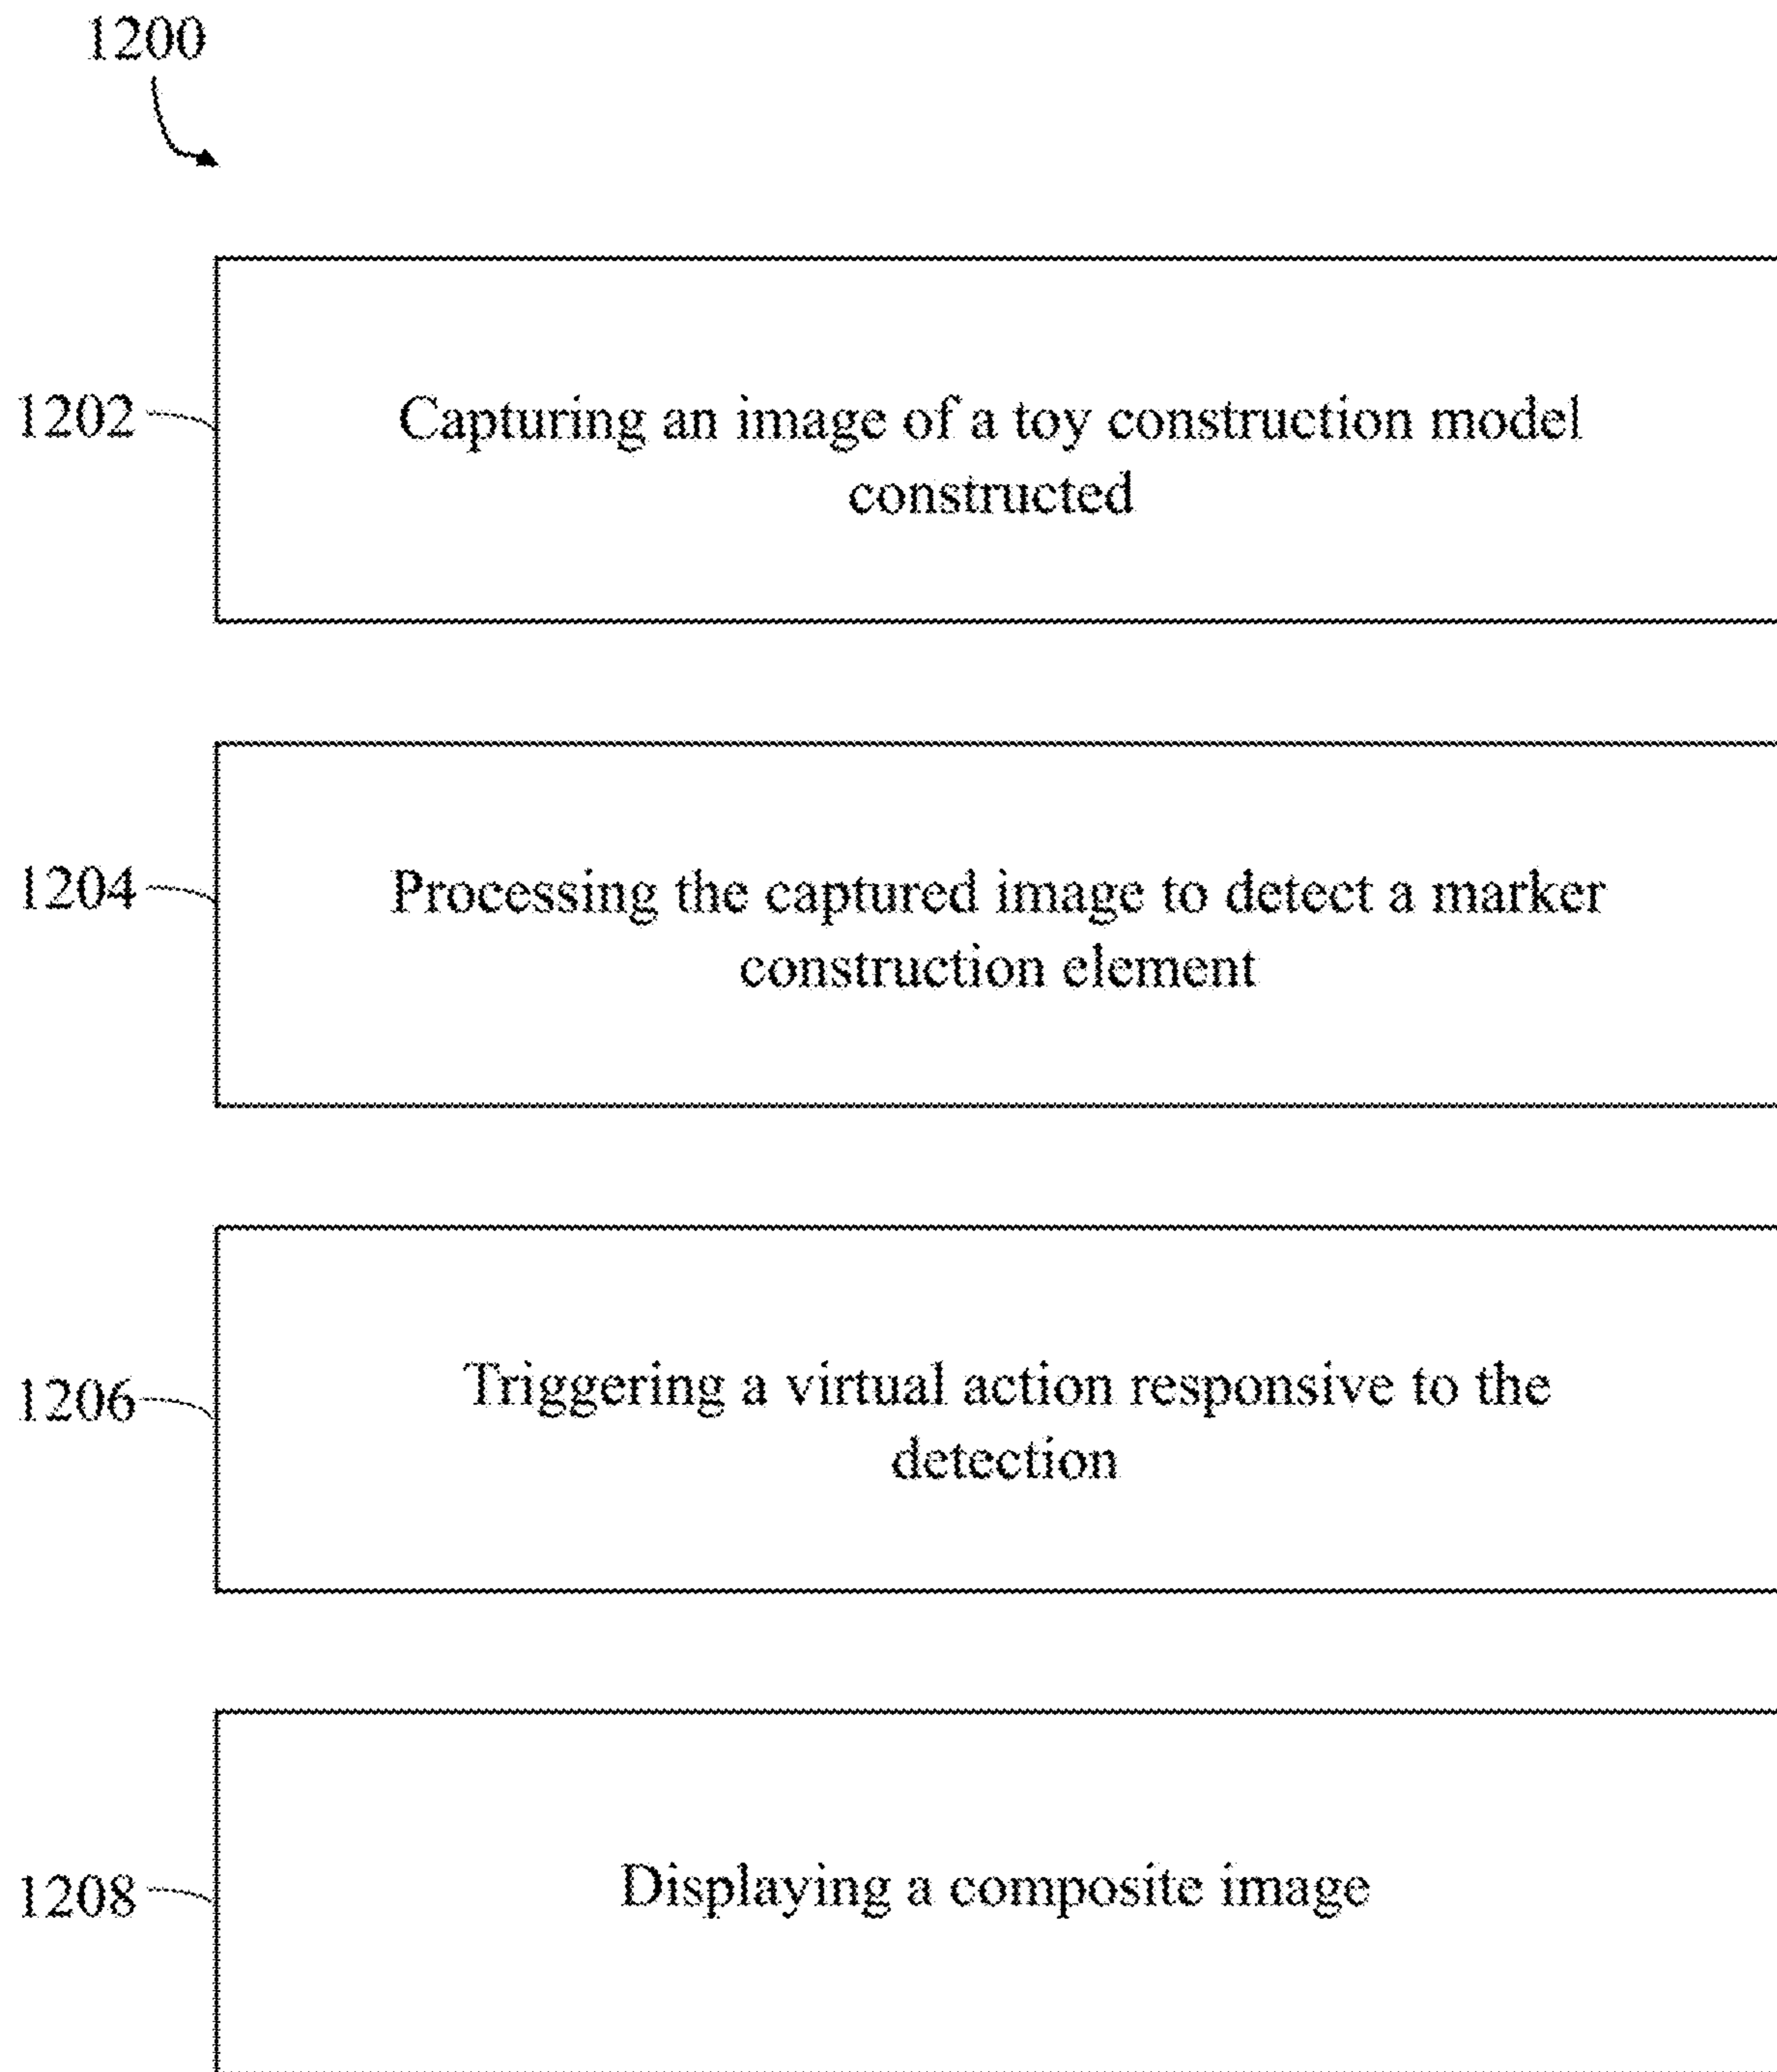 1200
1202
Capturing an image of a toy construction model
constructed
1204
Processing the captured image to detect a marker
construction element
1206
Triggering a virtual action responsive to the
detection
1208
Displaying a composite image